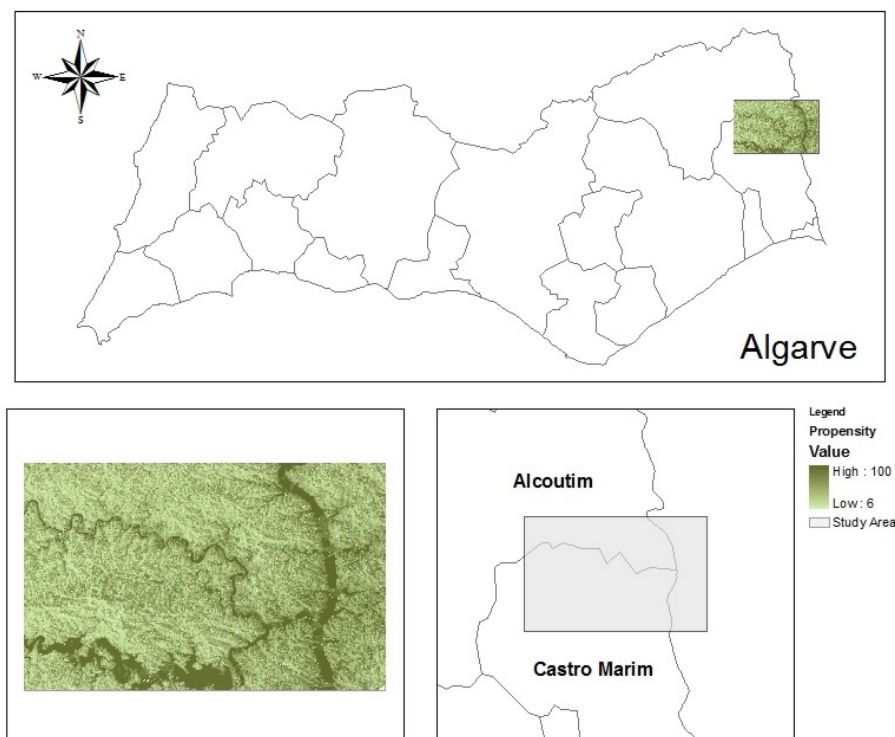 N
W E
S
Algarve
Alcoutim
Castro Marim
Legend
Propensity
Value
High : 100
Low : 6
Study Area